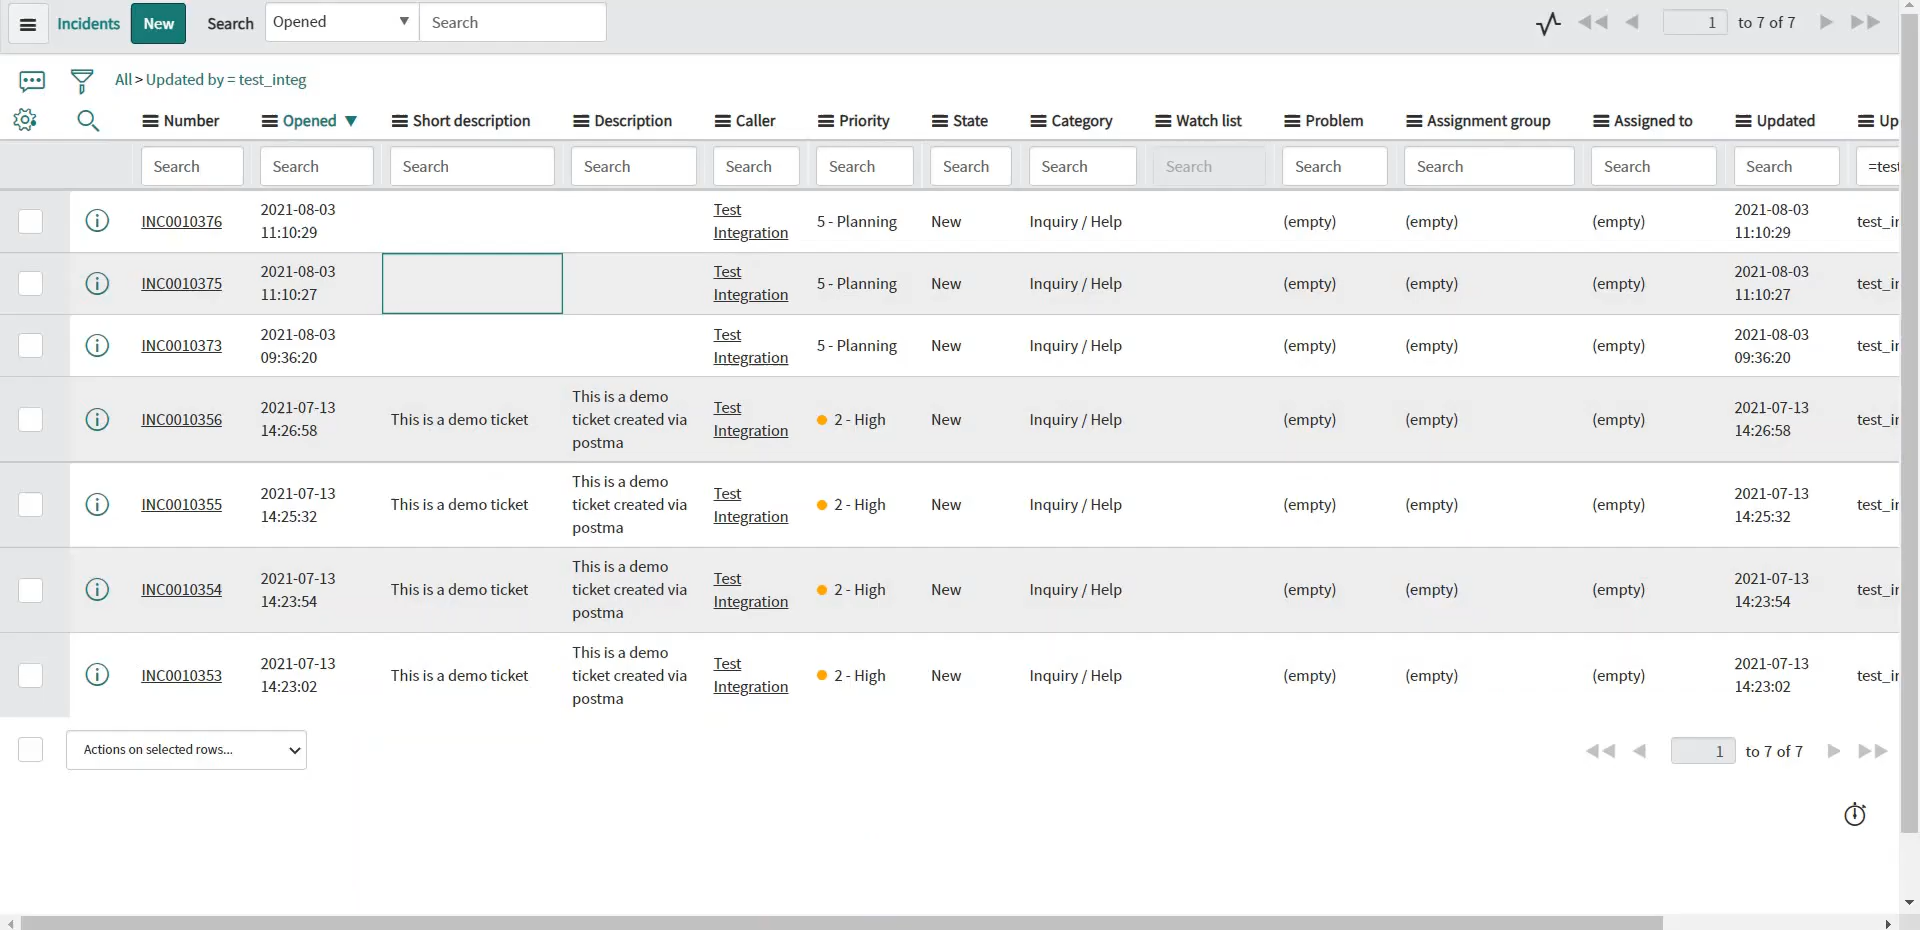 Incidents New Search Opened Search 1 to 7 of 7
All > Updated by = test_integ
Number Opened Short description Description Caller Priority State Category Watch list Problem Assignment group Assigned to Updated Up
Search Search Search Search Search Search Search Search Search Search Search Search Search =test
INC0010376 2021-08-03 11:10:29 Test Integration 5 - Planning New Inquiry / Help (empty) (empty) (empty) 2021-08-03 11:10:29 test_ir
INC0010375 2021-08-03 11:10:27 Test Integration 5 - Planning New Inquiry / Help (empty) (empty) (empty) 2021-08-03 11:10:27 test_ir
INC0010373 2021-08-03 09:36:20 Test Integration 5 - Planning New Inquiry / Help (empty) (empty) (empty) 2021-08-03 09:36:20 test_ir
INC0010356 2021-07-13 14:26:58 This is a demo ticket This is a demo ticket created via postma Test Integration 2 - High New Inquiry / Help (empty) (empty) (empty) 2021-07-13 14:26:58 test_ir
INC0010355 2021-07-13 14:25:32 This is a demo ticket This is a demo ticket created via postma Test Integration 2 - High New Inquiry / Help (empty) (empty) (empty) 2021-07-13 14:25:32 test_ir
INC0010354 2021-07-13 14:23:54 This is a demo ticket This is a demo ticket created via postma Test Integration 2 - High New Inquiry / Help (empty) (empty) (empty) 2021-07-13 14:23:54 test_ir
INC0010353 2021-07-13 14:23:02 This is a demo ticket This is a demo ticket created via postma Test Integration 2 - High New Inquiry / Help (empty) (empty) (empty) 2021-07-13 14:23:02 test_ir
Actions on selected rows... 1 to 7 of 7